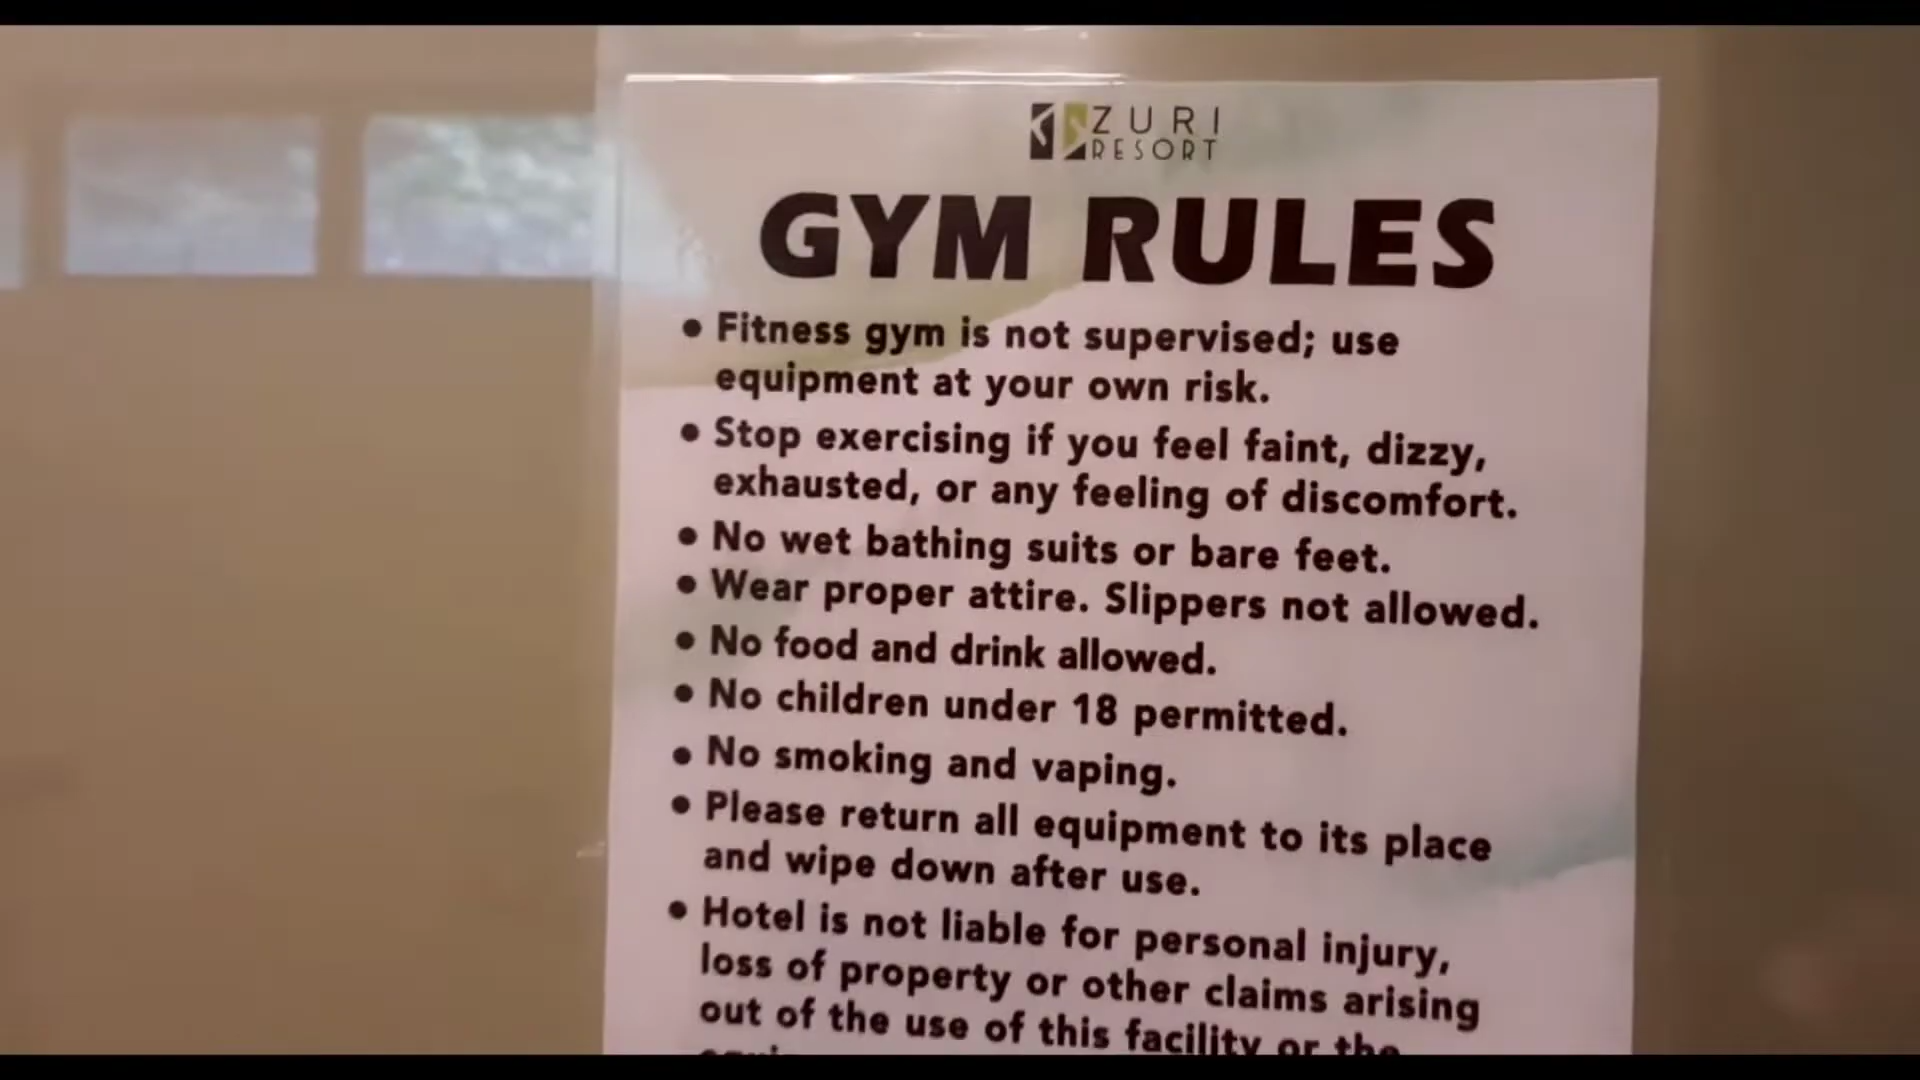 ZURI
RESORT
GYM RULES
• Fitness gym is not supervised; use
equipment at your own risk.
• Stop exercising if you feel faint, dizzy,
exhausted, or any feeling of discomfort.
• No wet bathing suits or bare feet.
• Wear proper attire. Slippers not allowed.
• No food and drink allowed.
• No children under 18 permitted.
• No smoking and vaping.
• Please return all equipment to its place
and wipe down after use.
• Hotel is not liable for personal injury,
loss of property or other claims arising
out of the use of this facility or the